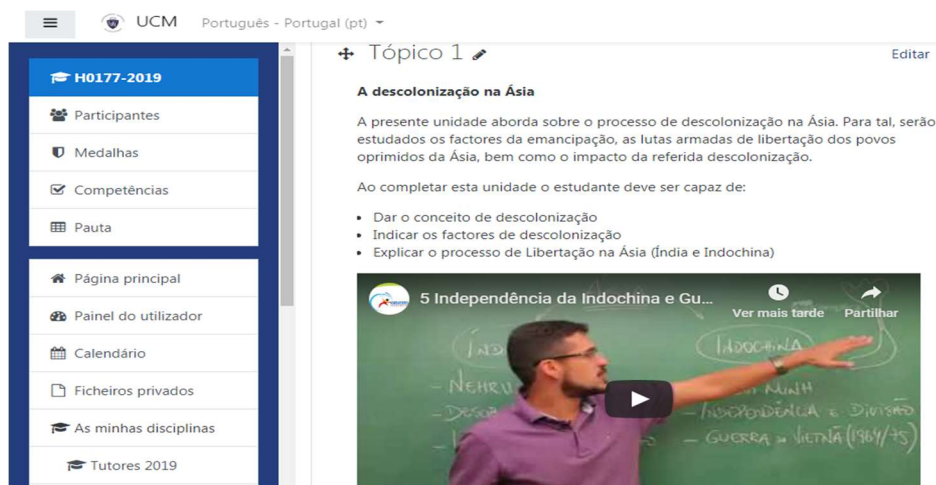 UCM Português - Portugal (pt)
H0177-2019
Participantes
Medalhas
Competências
Pauta
Página principal
Painel do utilizador
Calendário
Ficheiros privados
As minhas disciplinas
Tutores 2019
Tópico 1
Editar
A descolonização na Ásia
A presente unidade aborda sobre o processo de descolonização na Ásia. Para tal, serão
estudados os factores da emancipação, as lutas armadas de libertação dos povos
oprimidos da Ásia, bem como o impacto da referida descolonização.
Ao completar esta unidade o estudante deve ser capaz de:
• Dar o conceito de descolonização
• Indicar os factores de descolonização
• Explicar o processo de Libertação na Ásia (Índia e Indochina)
5 Independência da Indochina e Gu...
Ver mais tarde Partilhar
INDOCHINA
- NEHRU
- INDEPENDÊNCIA E DIVISÃO
- GUERRA
VIETNÃ (1964/75)